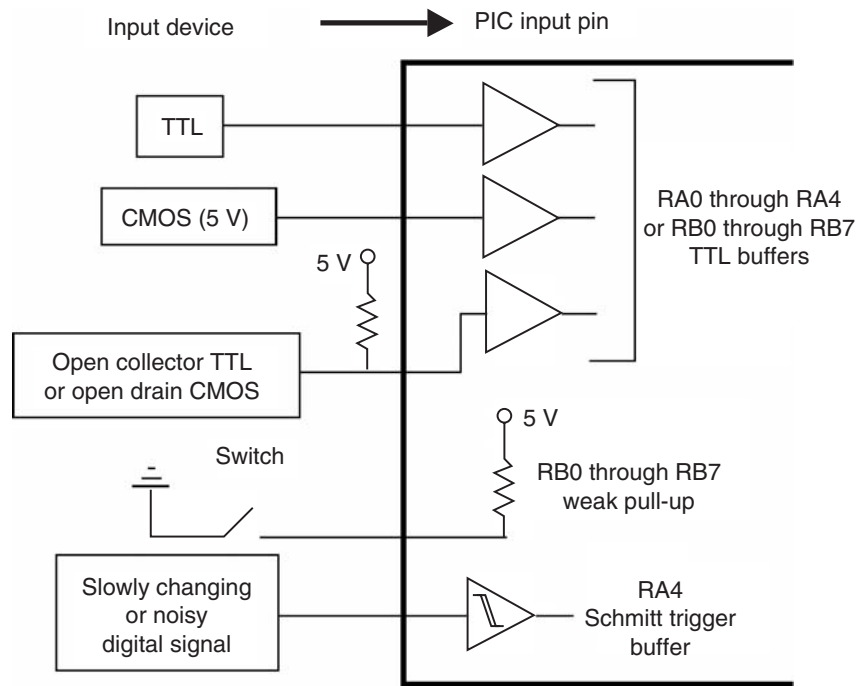 Input device
PIC input pin
TTL
CMOS (5 V)
RA0 through RA4
or RB0 through RB7
TTL buffers
5 V
Open collector TTL
or open drain CMOS
5 V
Switch
RB0 through RB7
weak pull-up
Slowly changing
or noisy
digital signal
RA4
Schmitt trigger
buffer